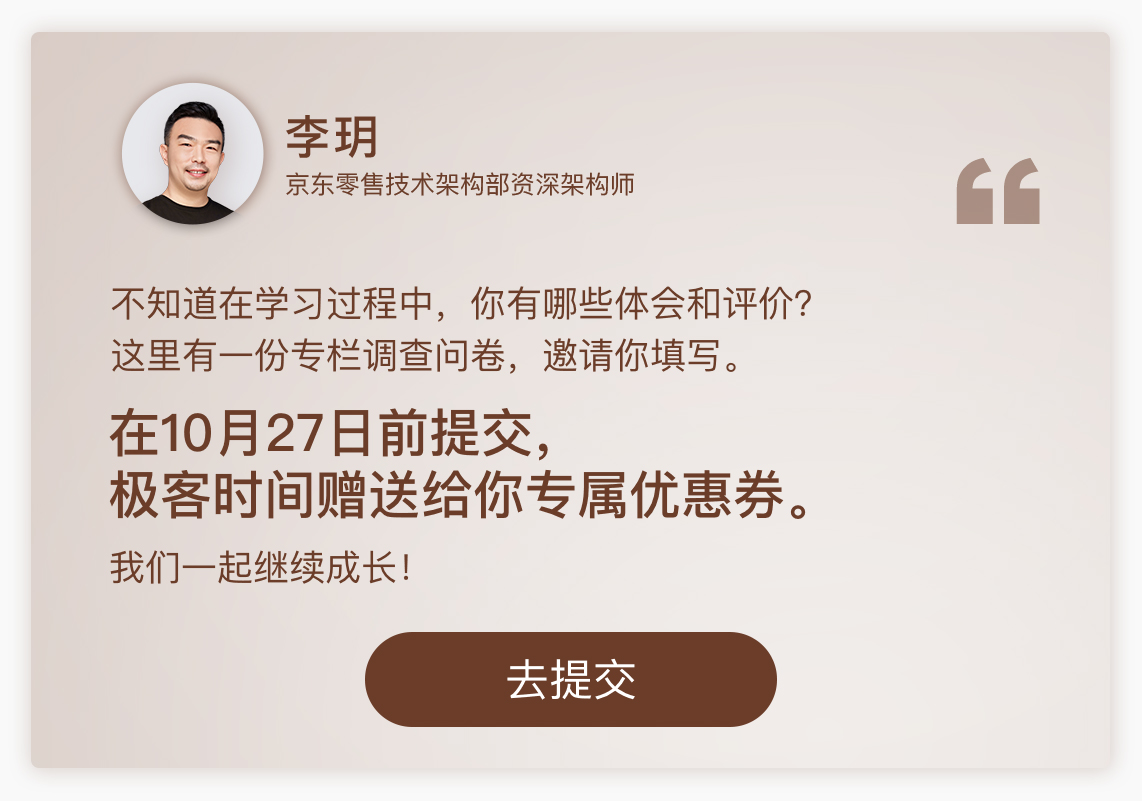 李玥
京东零售技术架构部资深架构师
“
不知道在学习过程中，你有哪些体会和评价？
这里有一份专栏调查问卷，邀请你填写。
在10月27日前提交，
极客时间赠送给你专属优惠券。
我们一起继续成长！
去提交